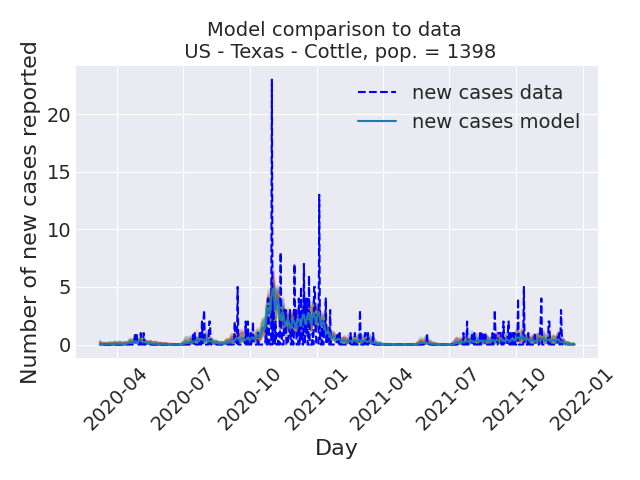 Model comparison to data
US - Texas - Cottle, pop. = 1398
new cases data
new cases model
Number of new cases reported
20
15
10
5
0
2020-04
2020-07
2020-10
2021-01
2021-04
2021-07
2021-10
2022-01
Day